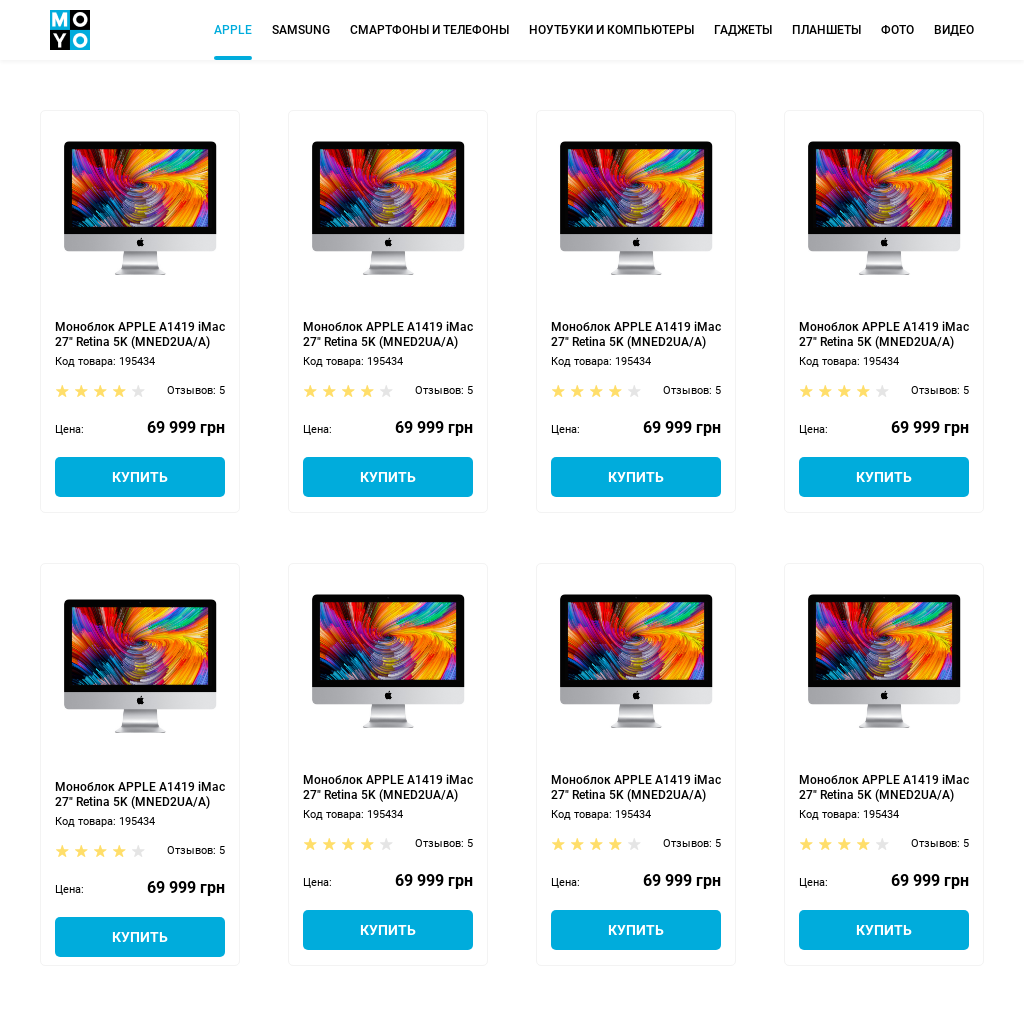 MO
YO
APPLE SAMSUNG СМАРТФОНЫ И ТЕЛЕФОНЫ НОУТБУКИ И КОМПЬЮТЕРЫ ГАДЖЕТЫ ПЛАНШЕТЫ ФОТО ВИДЕО
Моноблок APPLE A1419 iMac
27" Retina 5K (MNED2UA/A)
Код товара: 195434
Отзывов: 5
Цена: 69 999 грн
КУПИТЬ
Моноблок APPLE A1419 iMac
27" Retina 5K (MNED2UA/A)
Код товара: 195434
Отзывов: 5
Цена: 69 999 грн
КУПИТЬ
Моноблок APPLE A1419 iMac
27" Retina 5K (MNED2UA/A)
Код товара: 195434
Отзывов: 5
Цена: 69 999 грн
КУПИТЬ
Моноблок APPLE A1419 iMac
27" Retina 5K (MNED2UA/A)
Код товара: 195434
Отзывов: 5
Цена: 69 999 грн
КУПИТЬ
Моноблок APPLE A1419 iMac
27" Retina 5K (MNED2UA/A)
Код товара: 195434
Отзывов: 5
Цена: 69 999 грн
КУПИТЬ
Моноблок APPLE A1419 iMac
27" Retina 5K (MNED2UA/A)
Код товара: 195434
Отзывов: 5
Цена: 69 999 грн
КУПИТЬ
Моноблок APPLE A1419 iMac
27" Retina 5K (MNED2UA/A)
Код товара: 195434
Отзывов: 5
Цена: 69 999 грн
КУПИТЬ
Моноблок APPLE A1419 iMac
27" Retina 5K (MNED2UA/A)
Код товара: 195434
Отзывов: 5
Цена: 69 999 грн
КУПИТЬ